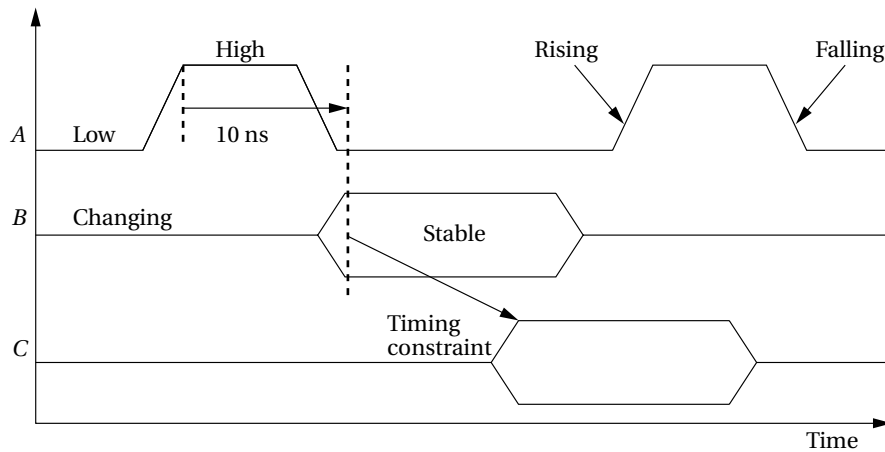 High
Rising
Falling
A
Low
10 ns
B
Changing
Stable
Timing
constraint
C
Time